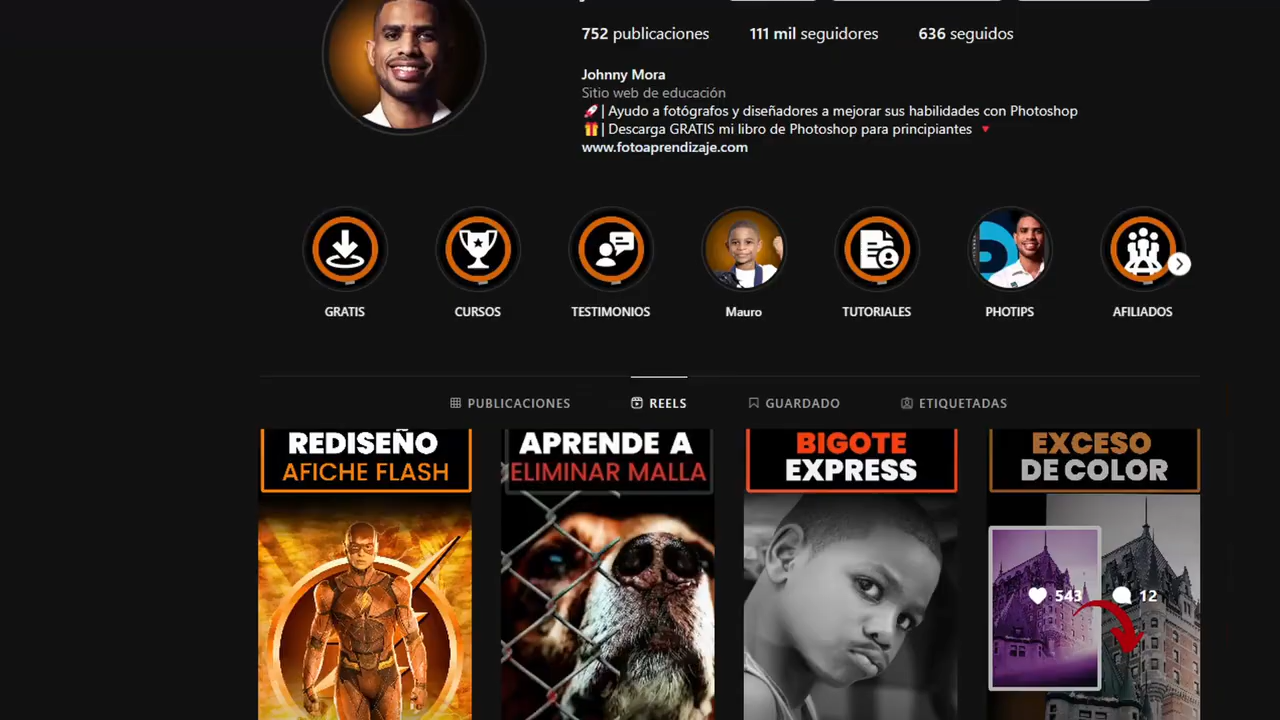 752 publicaciones 111 mil seguidores 636 seguidos
Johnny Mora
Sitio web de educación
🚀| Ayudo a fotógrafos y diseñadores a mejorar sus habilidades con Photoshop
🎁| Descarga GRATIS mi libro de Photoshop para principiantes 🔻
www.fotoaprendizaje.com
GRATIS CURSOS TESTIMONIOS Mauro TUTORIALES PHOTIPS AFILIADOS
PUBLICACIONES REELS GUARDADO ETIQUETADAS
REDISEÑO
AFICHE FLASH
APRENDE A
ELIMINAR MALLA
BIGOTE
EXPRESS
EXCESO
DE COLOR
543 12